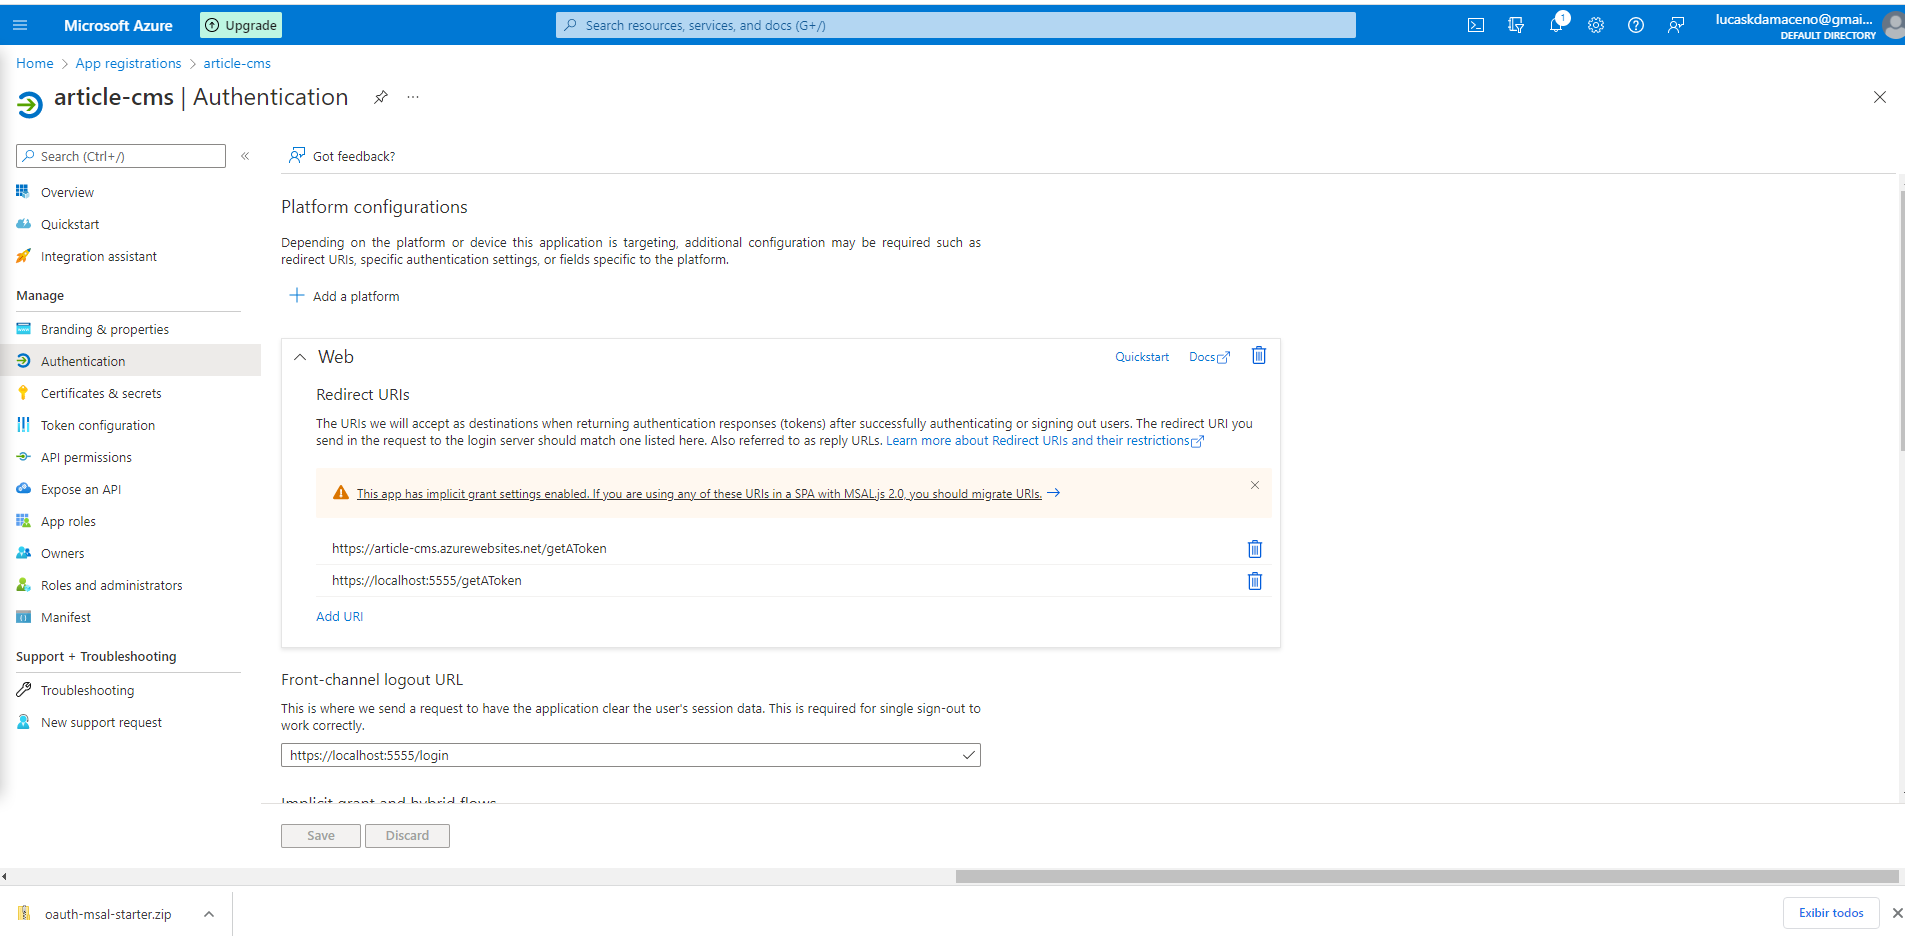 Microsoft Azure
Upgrade
Search resources, services, and docs (G+/)
1
lucaskdamaceno@gmai...
DEFAULT DIRECTORY
Home > App registrations > article-cms
article-cms | Authentication
Search (Ctrl+/)
Got feedback?
Overview
Quickstart
Integration assistant
Manage
Branding & properties
Authentication
Certificates & secrets
Token configuration
API permissions
Expose an API
App roles
Owners
Roles and administrators
Manifest
Support + Troubleshooting
Troubleshooting
New support request
Platform configurations
Depending on the platform or device this application is targeting, additional configuration may be required such as
redirect URIs, specific authentication settings, or fields specific to the platform.
Add a platform
Web
Quickstart
Docs
Redirect URIs
The URIs we will accept as destinations when returning authentication responses (tokens) after successfully authenticating or signing out users. The redirect URI you
send in the request to the login server should match one listed here. Also referred to as reply URLs. Learn more about Redirect URIs and their restrictions
This app has implicit grant settings enabled. If you are using any of these URIs in a SPA with MSAL.js 2.0, you should migrate URIs.
https://article-cms.azurewebsites.net/getAToken
https://localhost:5555/getAToken
Add URI
Front-channel logout URL
This is where we send a request to have the application clear the user's session data. This is required for single sign-out to
work correctly.
https://localhost:5555/login
Implicit grant and hybrid flows
Save
Discard
oauth-msal-starter.zip
Exibir todos